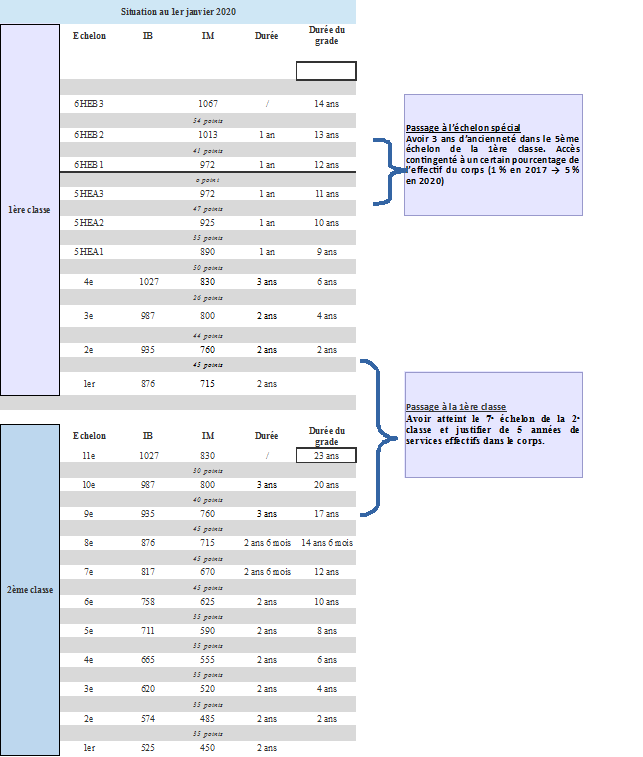 Situation au 1er janvier 2020
Echelon IB IM Durée Durée du grade
1ère classe
6HEB3 1067 / 14 ans
54 points
6HEB2 1013 1 an 13 ans
41 points
6HEB1 972 1 an 12 ans
0 point
5HEA3 972 1 an 11 ans
47 points
5HEA2 925 1 an 10 ans
35 points
5HEA1 890 1 an 9 ans
50 points
4e 1027 830 3 ans 6 ans
26 points
3e 987 800 2 ans 4 ans
44 points
2e 935 760 2 ans 2 ans
45 points
1er 876 715 2 ans
Passage à l'échelon spécial
Avoir 3 ans d'ancienneté dans le 5ème
échelon de la 1ère classe. Accès
contingenté à un certain pourcentage de
l'effectif du corps (1 % en 2017 → 5 %
en 2020)
Passage à la 1ère classe
Avoir atteint le 7e échelon de la 2e
classe et justifier de 5 années de
services effectifs dans le corps.
Echelon IB IM Durée Durée du grade
2ème classe
11e 1027 830 / 23 ans
30 points
10e 987 800 3 ans 20 ans
40 points
9e 935 760 3 ans 17 ans
45 points
8e 876 715 2 ans 6 mois 14 ans 6 mois
45 points
7e 817 670 2 ans 6 mois 12 ans
45 points
6e 758 625 2 ans 10 ans
35 points
5e 711 590 2 ans 8 ans
35 points
4e 665 555 2 ans 6 ans
35 points
3e 620 520 2 ans 4 ans
35 points
2e 574 485 2 ans 2 ans
35 points
1er 525 450 2 ans